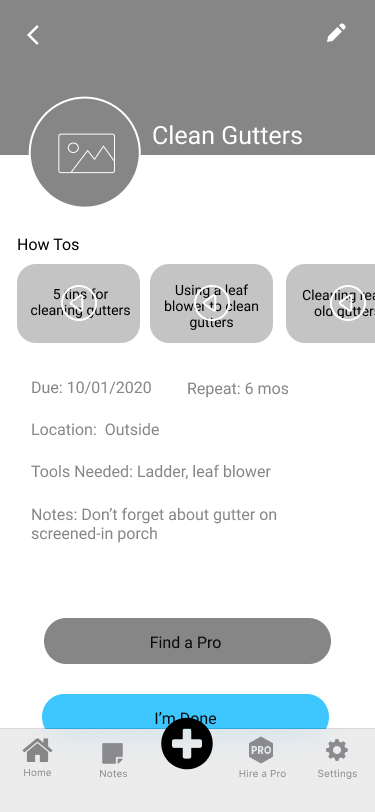 Clean Gutters
How Tos
5 tips for
cleaning gutters
Using a leaf
blower to clean
gutters
Cleaning rea
old gutters
Due: 10/01/2020
Repeat: 6 mos
Location: Outside
Tools Needed: Ladder, leaf blower
Notes: Don’t forget about gutter on
screened-in porch
Find a Pro
I’m Done
PRO
Home
Notes
Hire a Pro
Settings